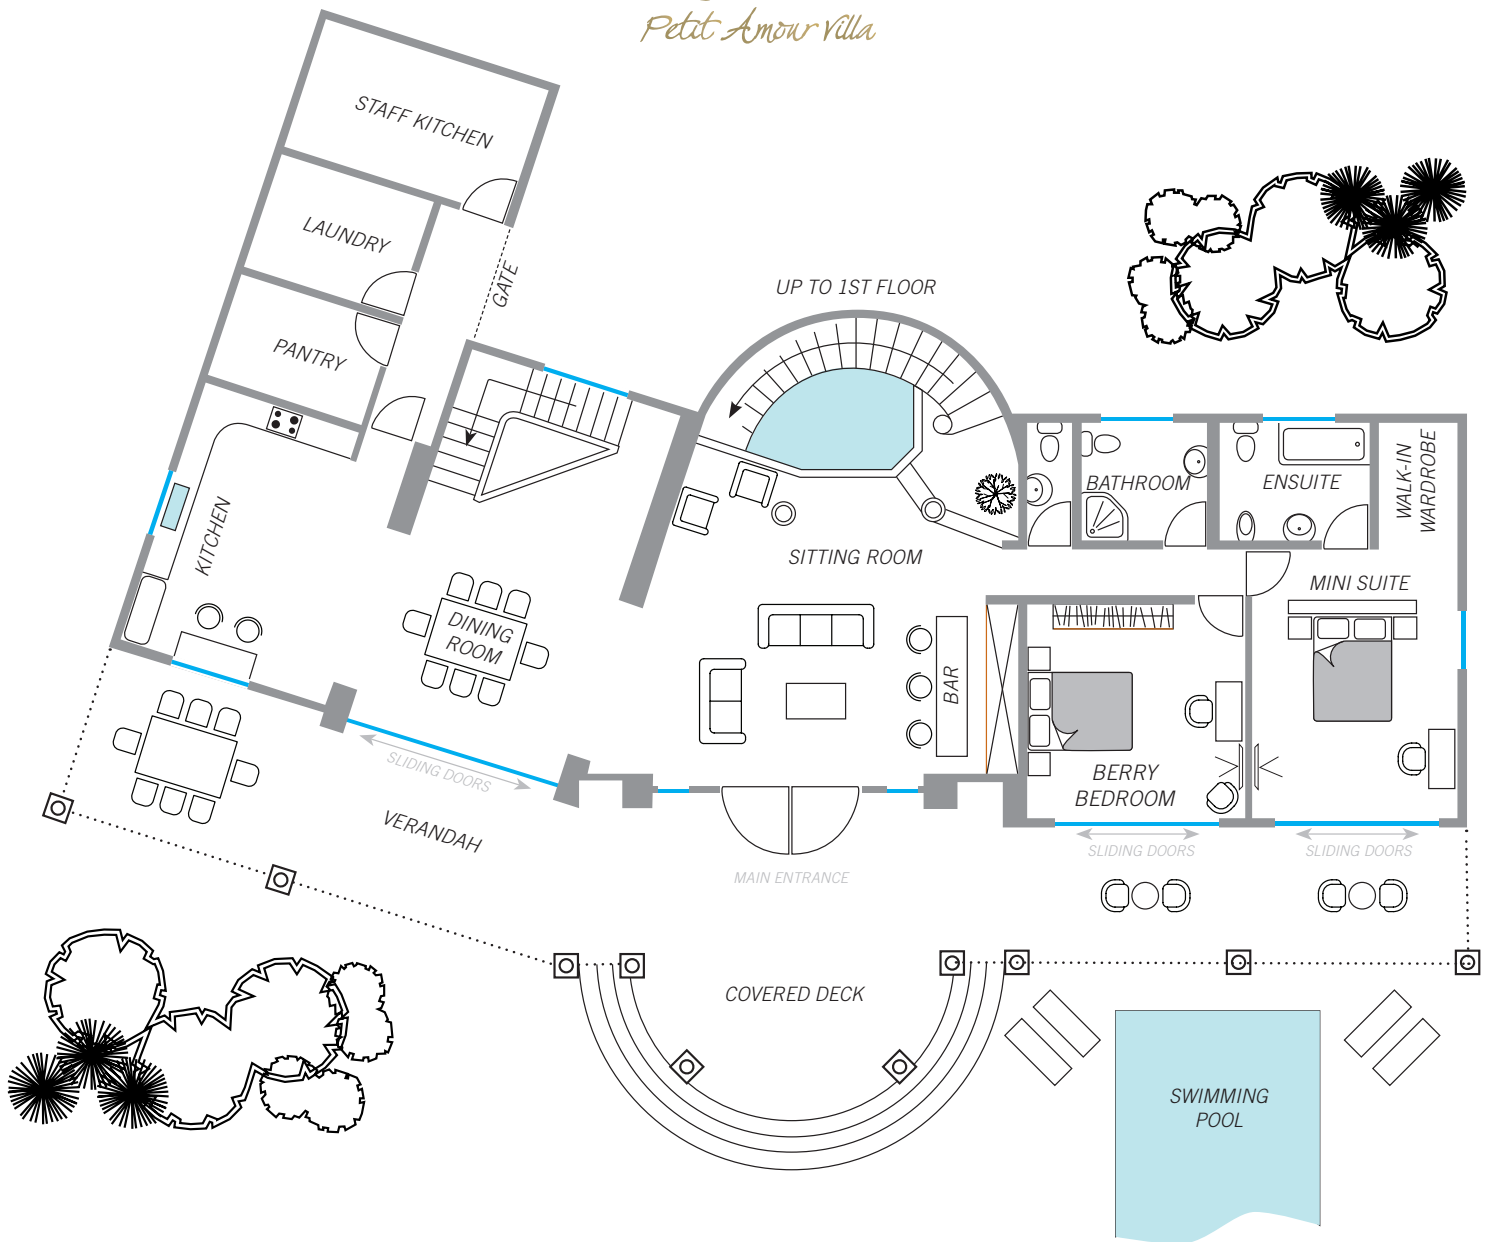 Petit Amour Villa
STAFF KITCHEN
LAUNDRY
GATE
PANTRY
UP TO 1ST FLOOR
KITCHEN
DINING
ROOM
SITTING ROOM
BAR
BATHROOM
ENSUITE
WALK-IN
WARDROBE
MINI SUITE
BERRY
BEDROOM
SLIDING DOORS
VERANDAH
MAIN ENTRANCE
SLIDING DOORS
SLIDING DOORS
COVERED DECK
SWIMMING
POOL